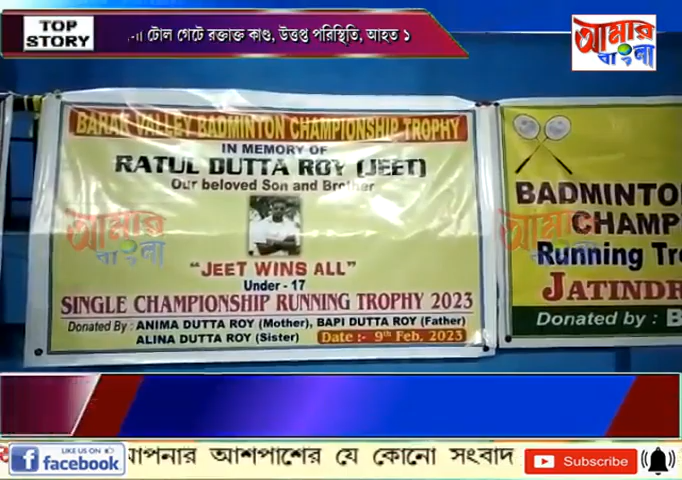 TOP
STORY
টোল গেটে রক্তাক্ত কাণ্ড, উত্তপ্ত পরিস্থিতি, আহত ১
আমার
বাংলা
BARAK VALLEY BADMINTON CHAMPIONSHIP TROPHY
IN MEMORY OF
RATUL DUTTA ROY (JEET)
Our beloved Son and Brother
আমার
বাংলা
"JEET WINS ALL"
Under - 17
SINGLE CHAMPIONSHIP RUNNING TROPHY 2023
Donated By : ANIMA DUTTA ROY (Mother), BAPI DUTTA ROY (Father)
ALINA DUTTA ROY (Sister)
Date :- 9th Feb, 2023
BADMINTON
CHAMP
Running Tro
JATINDR
Donated by : B
LIKE US ON
facebook
আপনার আশপাশের যে কোনো সংবাদ
Subscribe